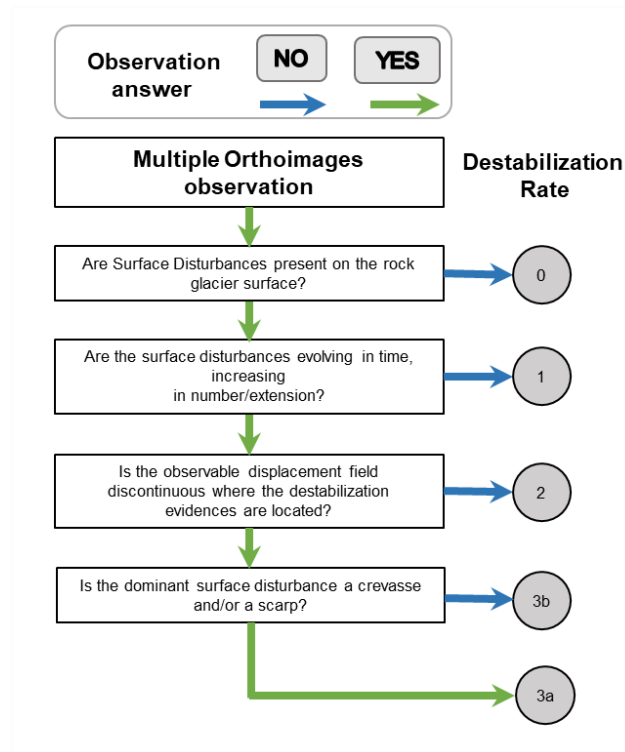 Observation
answer
NO
YES
Multiple Orthoimages
observation
Destabilization
Rate
Are Surface Disturbances present on the rock
glacier surface?
0
Are the surface disturbances evolving in time,
increasing
in number/extension?
1
Is the observable displacement field
discontinuous where the destabilization
evidences are located?
2
Is the dominant surface disturbance a crevasse
and/or a scarp?
3b
3a